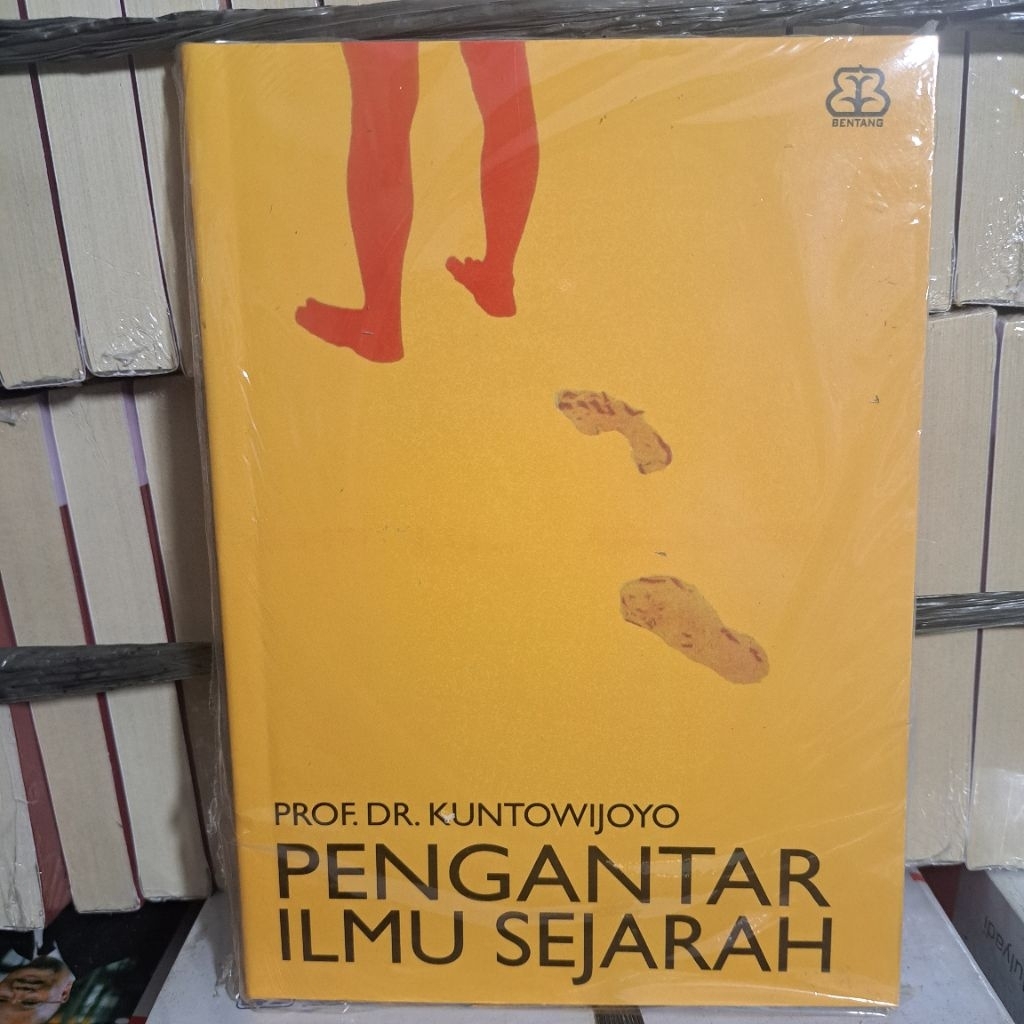 BENTANG
PROF. DR. KUNTOWIJOYO
PENGANTAR
ILMU SEJARAH